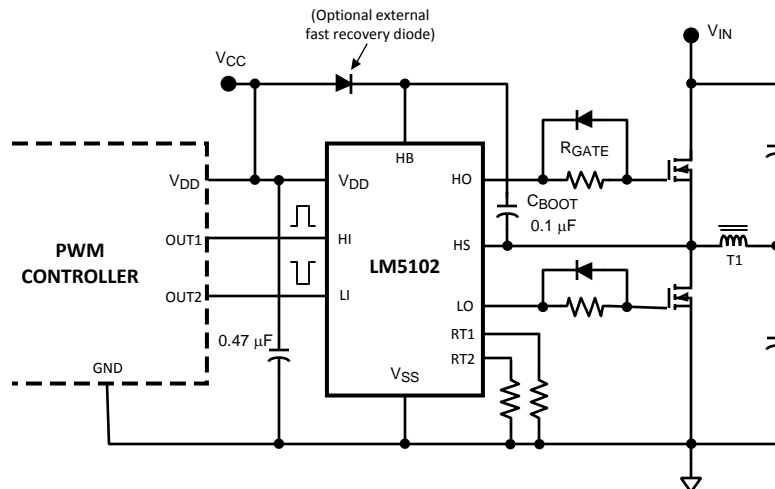 (Optional external
fast recovery diode)
VIN
VCC
HB
RGATE
VDD
VDD
HO
CBOOT
0.1 μF
OUT1
HI
HS
PWM
CONTROLLER
LM5102
T1
OUT2
LI
LO
RT1
0.47 μF
RT2
GND
VSS